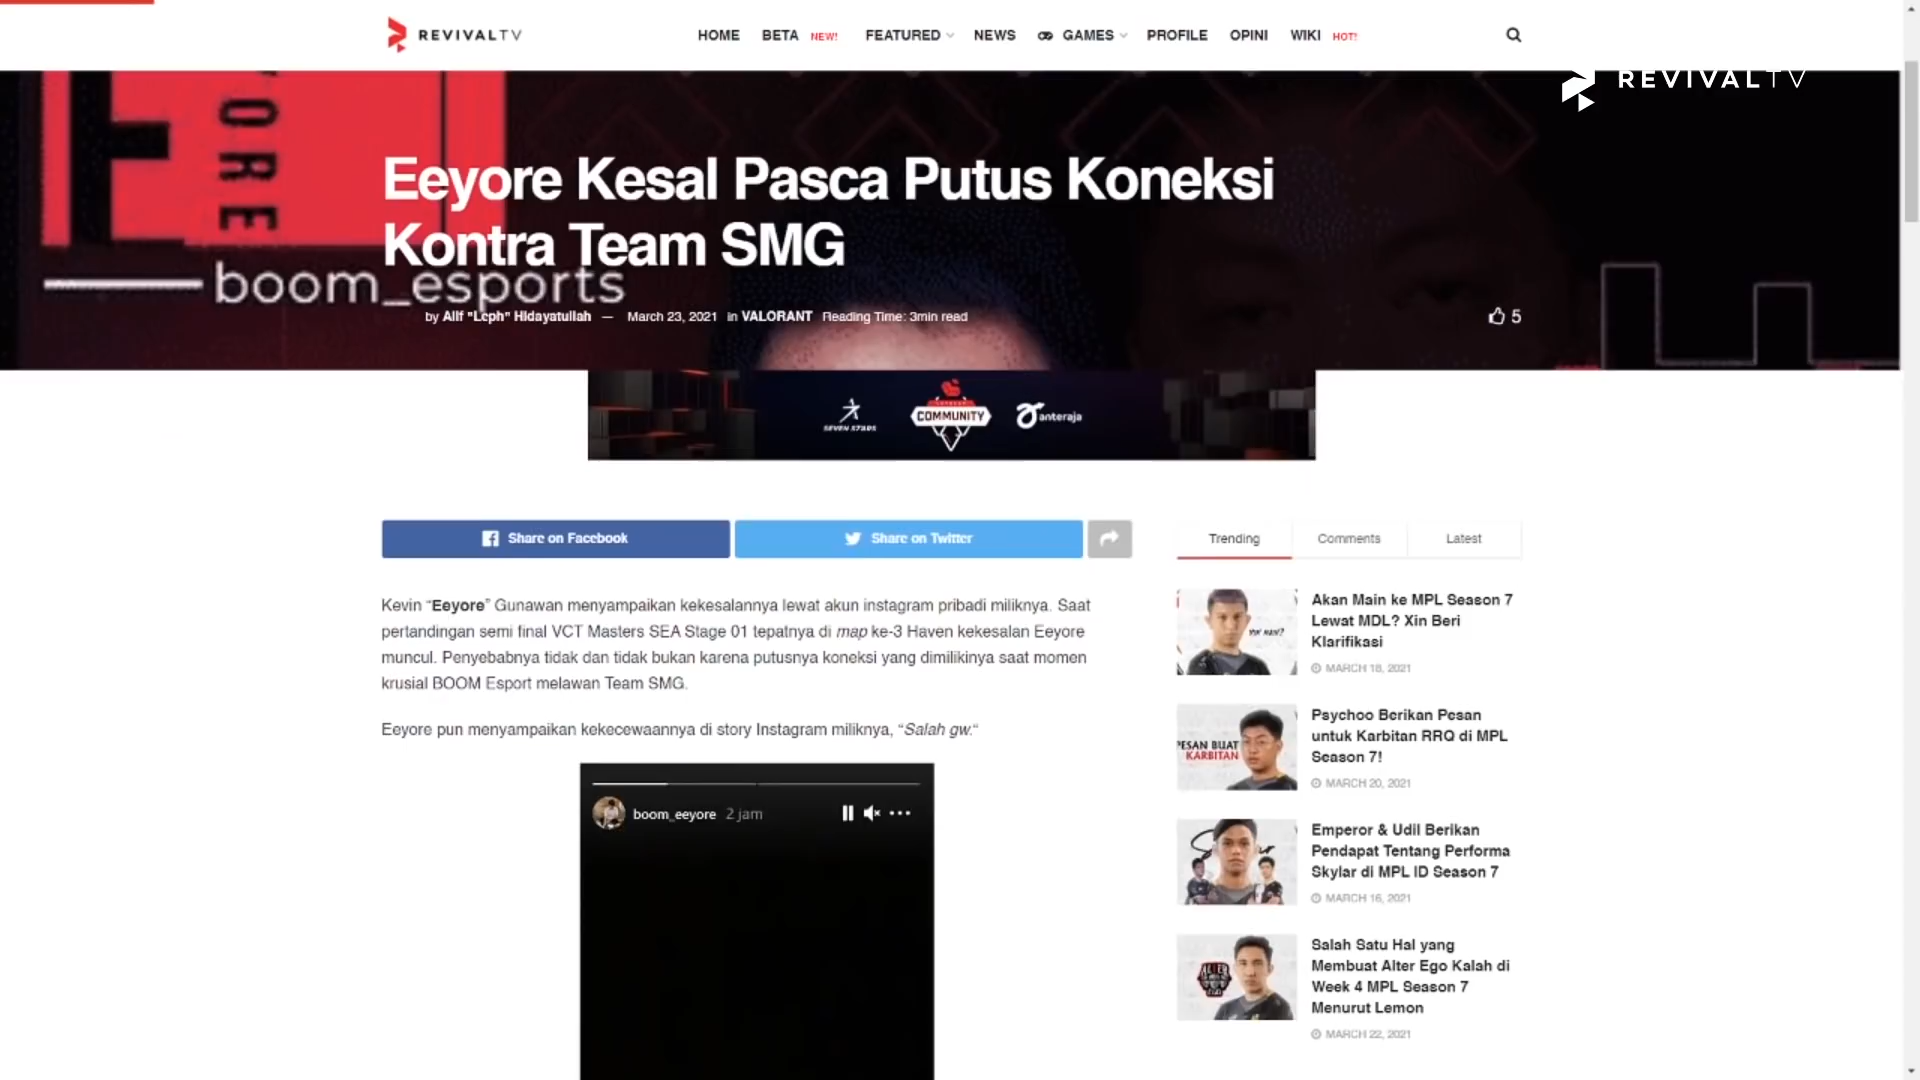 REVIVALTV
HOME BETA NEW! FEATURED NEWS GAMES PROFILE OPINI WIKI HOT!
REVIVALTV
ORE
Eeyore Kesal Pasca Putus Koneksi
Kontra Team SMG
boom_esports
by Alif "Leph" Hidayatullah — March 23, 2021 in VALORANT Reading Time: 3min read
5
SEVEN STARS
COMMUNITY
anteraja
Share on Facebook
Share on Twitter
Trending Comments Latest
Kevin “Eeyore” Gunawan menyampaikan kekesalannya lewat akun instagram pribadi miliknya. Saat
pertandingan semi final VCT Masters SEA Stage 01 tepatnya di map ke-3 Haven kekesalan Eeyore
muncul. Penyebabnya tidak dan tidak bukan karena putusnya koneksi yang dimilikinya saat momen
krusial BOOM Esport melawan Team SMG.
Eeyore pun menyampaikan kekecewaannya di story Instagram miliknya, “Salah gw.“
boom_eeyore 2 jam
Akan Main ke MPL Season 7
Lewat MDL? Xin Beri
Klarifikasi
MARCH 18, 2021
PESAN BUAT
KARBITAN
Psychoo Berikan Pesan
untuk Karbitan RRQ di MPL
Season 7!
MARCH 20, 2021
Emperor & Udil Berikan
Pendapat Tentang Performa
Skylar di MPL ID Season 7
MARCH 16, 2021
Salah Satu Hal yang
Membuat Alter Ego Kalah di
Week 4 MPL Season 7
Menurut Lemon
MARCH 22, 2021